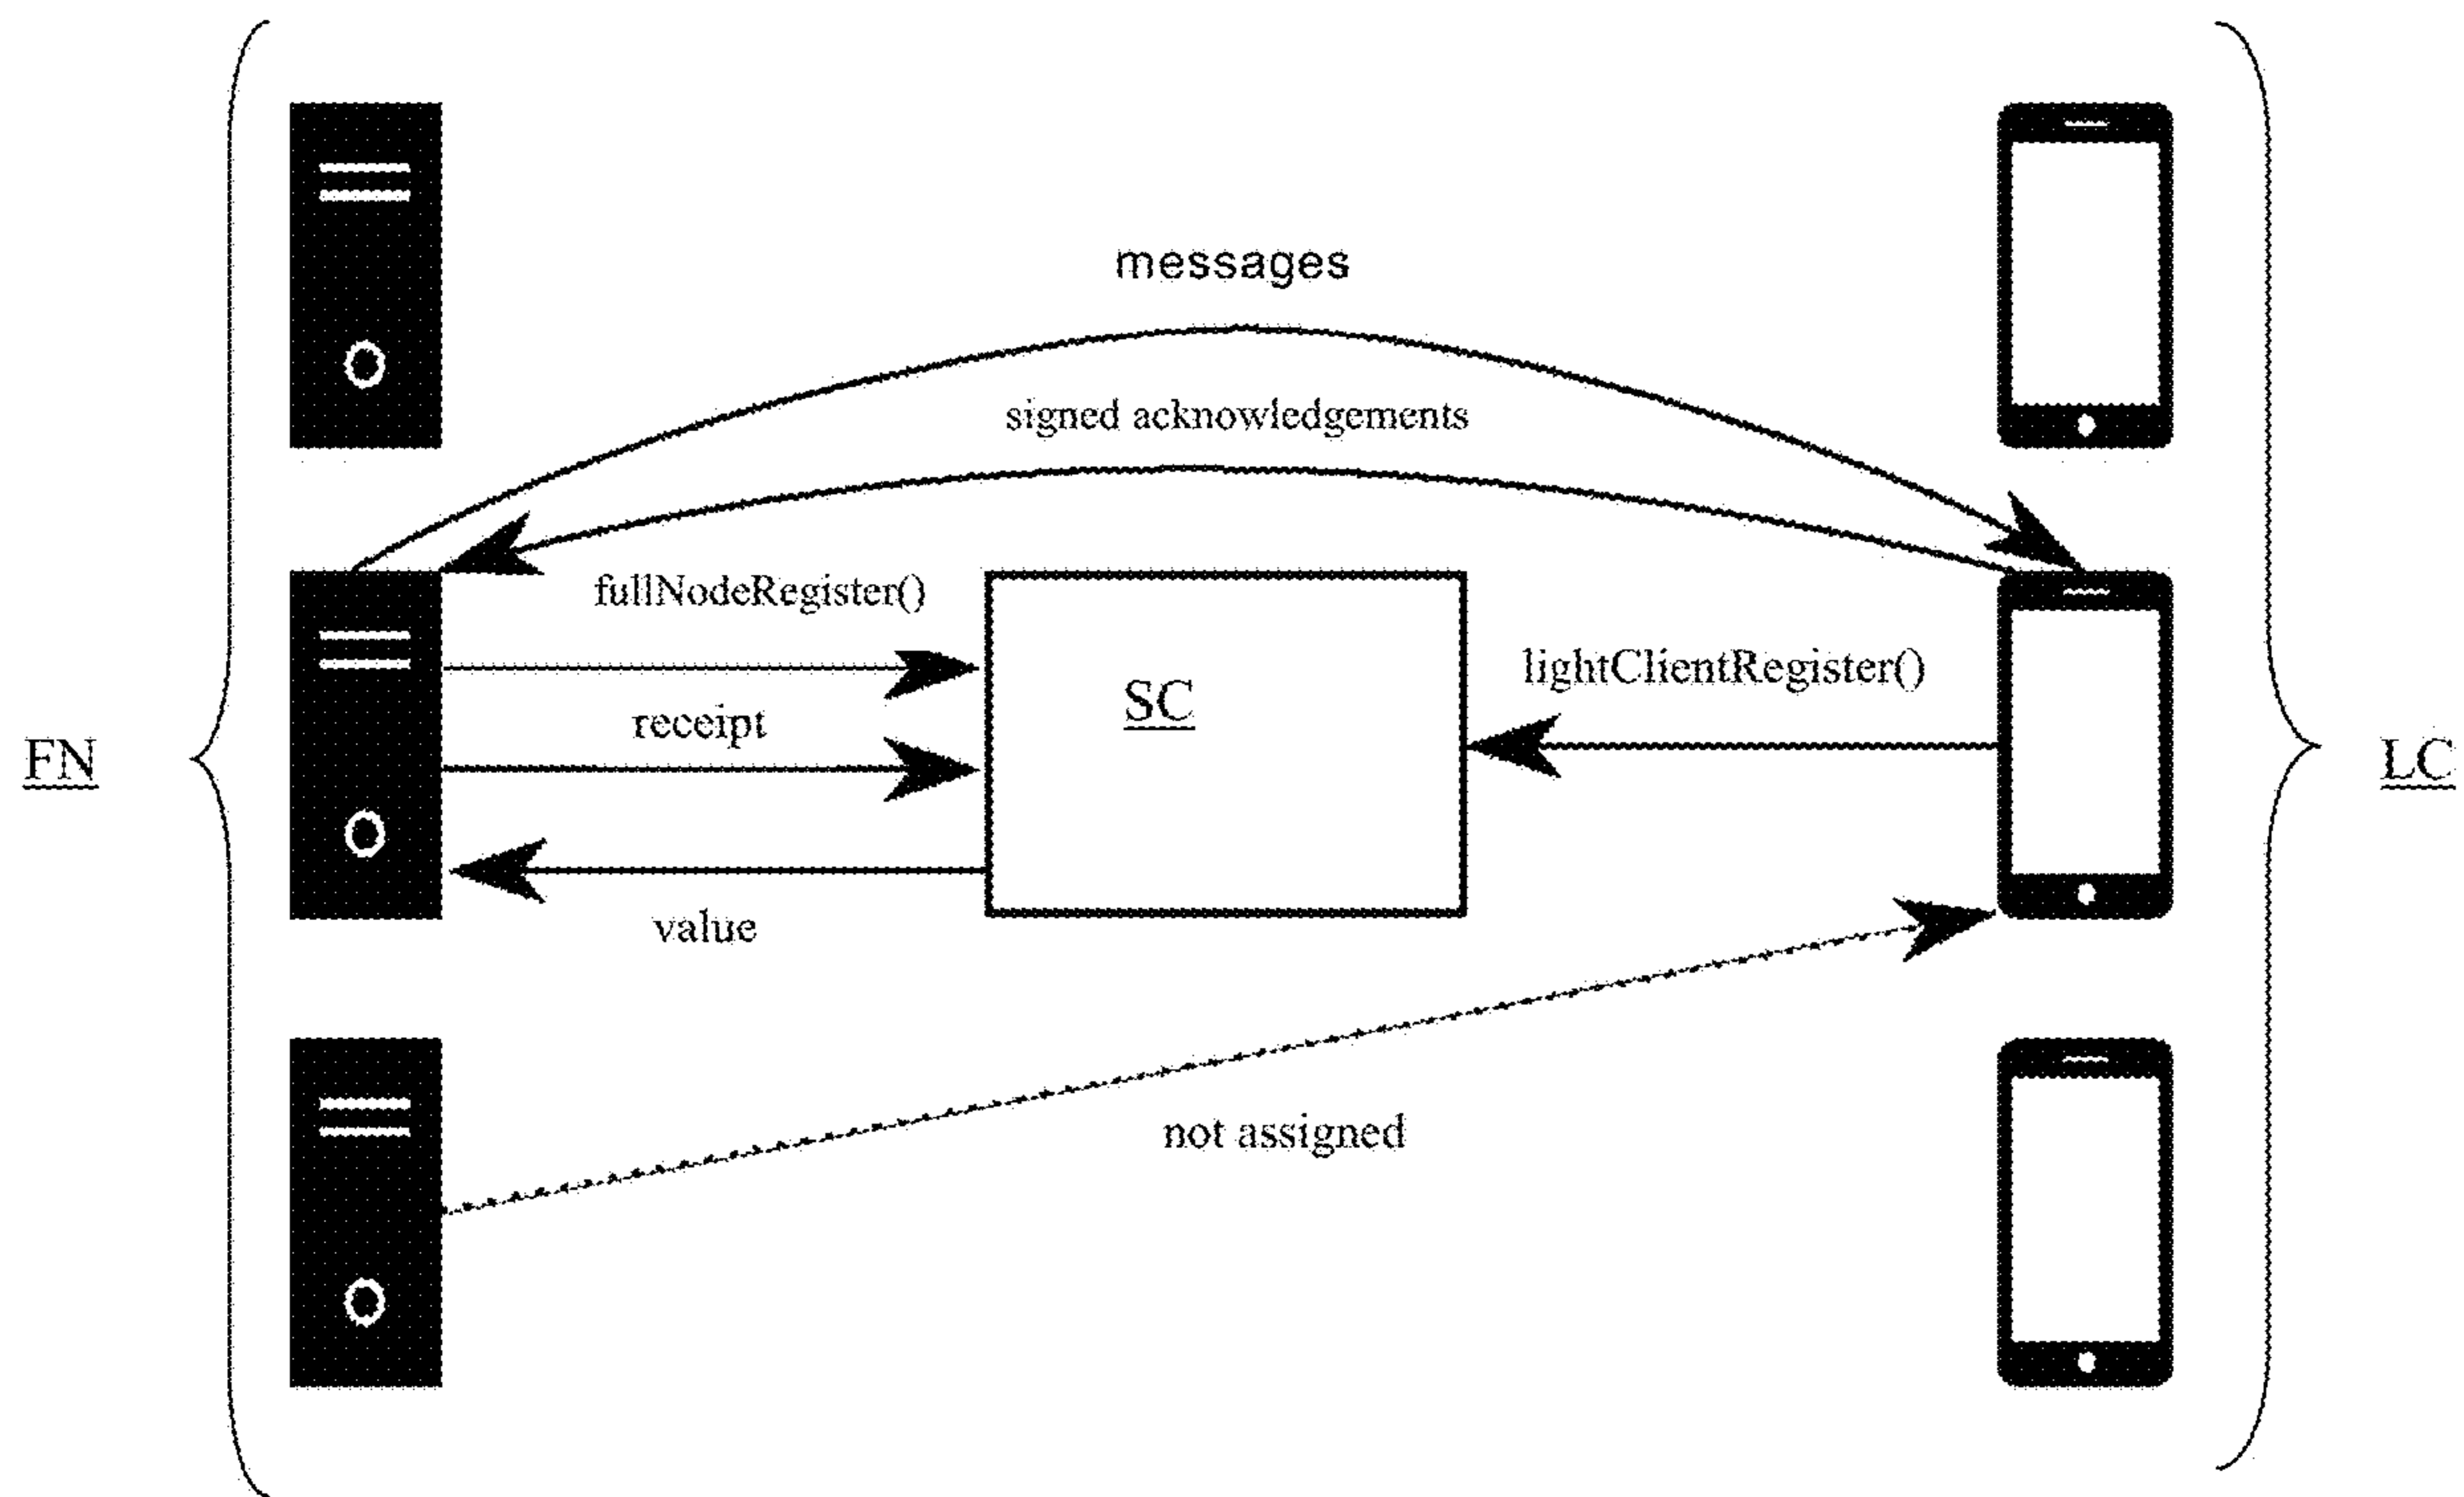 messages
signed acknowledgements
fullNodeRegister()
lightClientRegister()
SC
receipt
FN
LC
value
not assigned